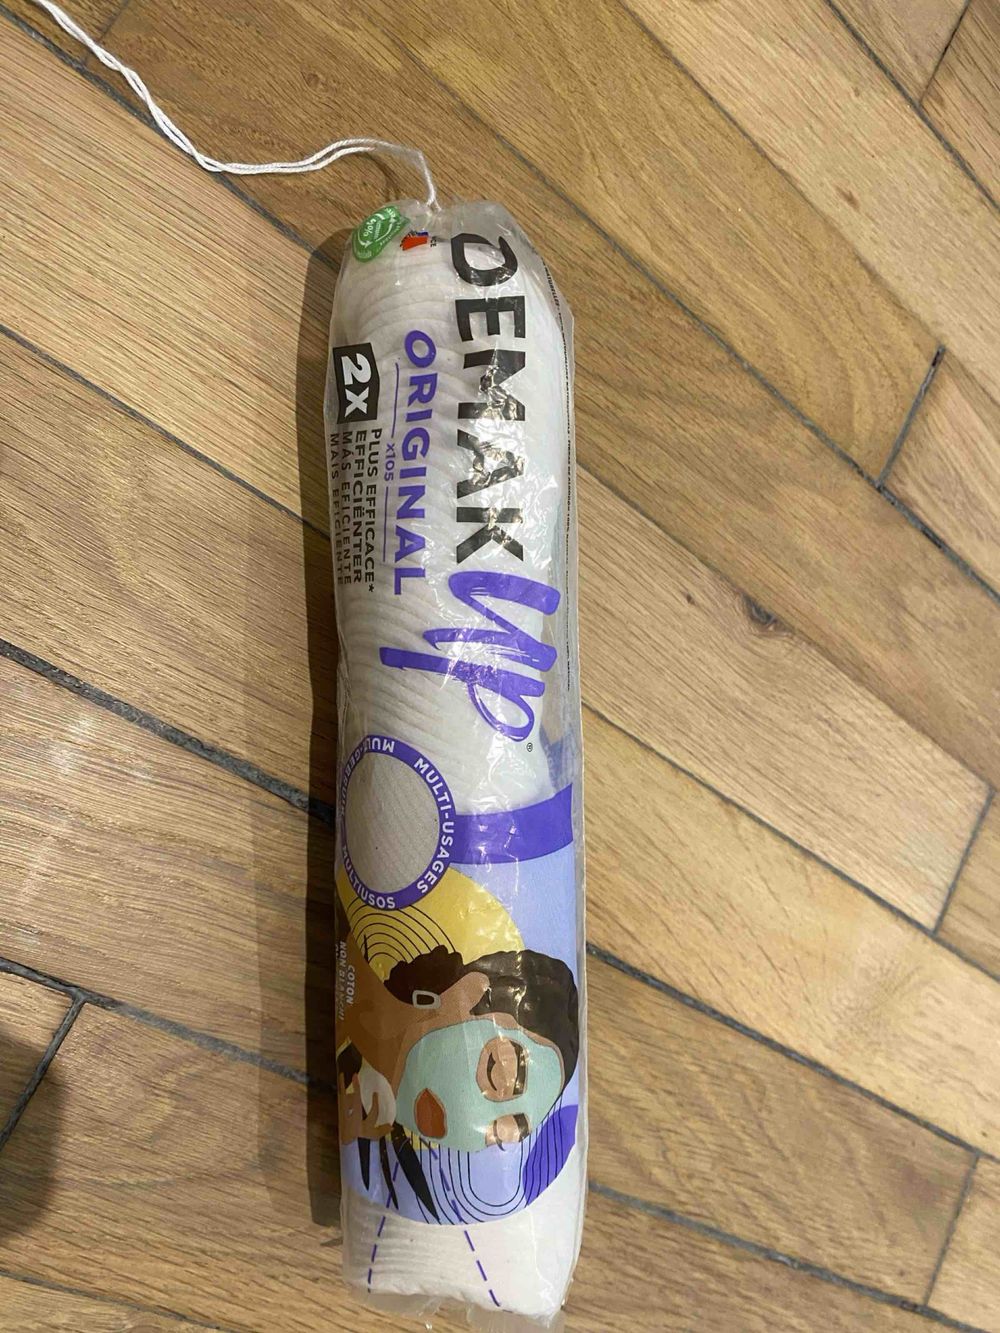 DEMAK
Up®
ORIGINAL
x105
2X
PLUS EFFICACE*
EFFICIËNTER
MÁS EFICIENTE
MAIS EFICIENTE
MULTI-USAGES
MULTIUSOS
COTON
NON BLANCHI